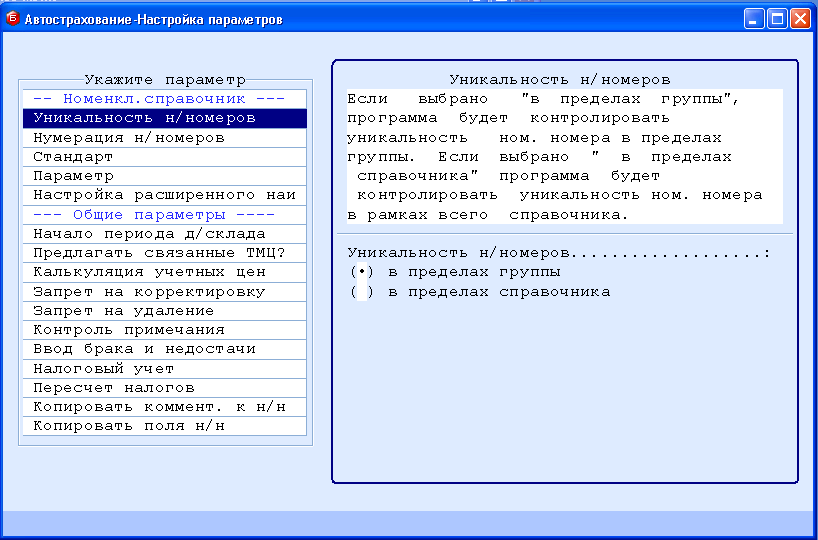 Автострахование-Настройка параметров
Укажите параметр
-- Номенкл.справочник ---
Уникальность н/номеров
Нумерация н/номеров
Стандарт
Параметр
Настройка расширенного наи
--- Общие параметры ----
Начало периода д/склада
Предлагать связанные ТМЦ?
Калькуляция учетных цен
Запрет на корректировку
Запрет на удаление
Контроль примечания
Ввод брака и недостачи
Налоговый учет
Пересчет налогов
Копировать коммент. к н/н
Копировать поля н/н
Уникальность н/номеров
Если выбрано "в пределах группы",
программа будет контролировать
уникальность ном. номера в пределах
группы. Если выбрано " в пределах
справочника" программа будет
контролировать уникальность ном. номера
в рамках всего справочника.
Уникальность н/номеров...................:
(•) в пределах группы
( ) в пределах справочника